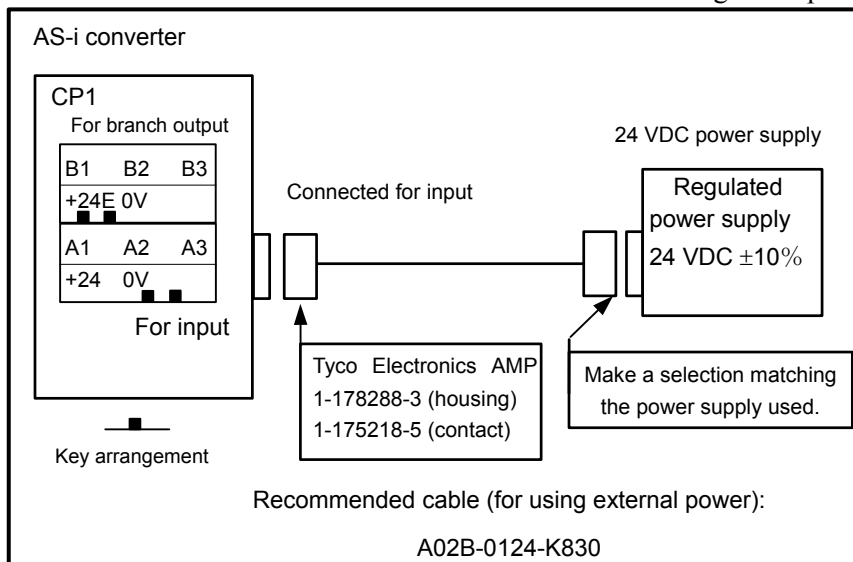 AS-i converter
CP1
For branch output
B1 B2 B3
+24E 0V
A1 A2 A3
+24 0V
For input
Key arrangement
Connected for input
Tyco Electronics AMP
1-178288-3 (housing)
1-175218-5 (contact)
24 VDC power supply
Regulated
power supply
24 VDC ±10%
Make a selection matching
the power supply used.
Recommended cable (for using external power):
A02B-0124-K830